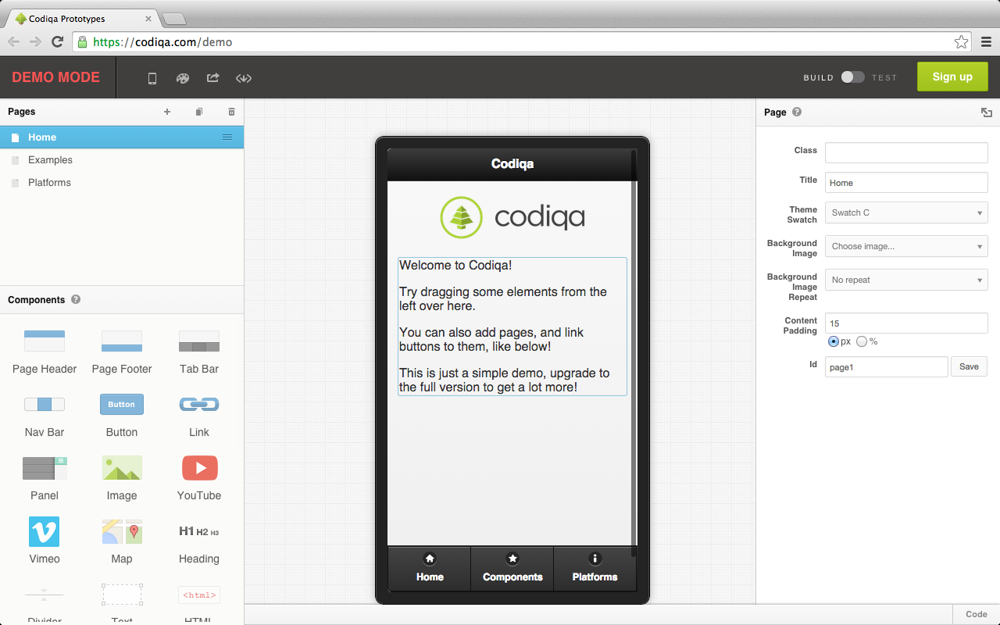 Codiqa Prototypes
https://codiqa.com/demo
DEMO MODE
BUILD
TEST
Sign up
Pages
Home
Examples
Platforms
Components ?
Page Header
Page Footer
Tab Bar
Nav Bar
Button
Button
Link
Panel
Image
YouTube
Vimeo
Map
H1 H2 H3
Heading
Divider
Text
<html>
HTML
Codiqa
codiqa
Welcome to Codiqa!
Try dragging some elements from the
left over here.
You can also add pages, and link
buttons to them, like below!
This is just a simple demo, upgrade to
the full version to get a lot more!
Home
Components
Platforms
Page ?
Class
Title
Home
Theme
Swatch
Swatch C
Background
Image
Choose image...
Background
Image
Repeat
No repeat
Content
Padding
15
px
%
Id
page1
Save
Code